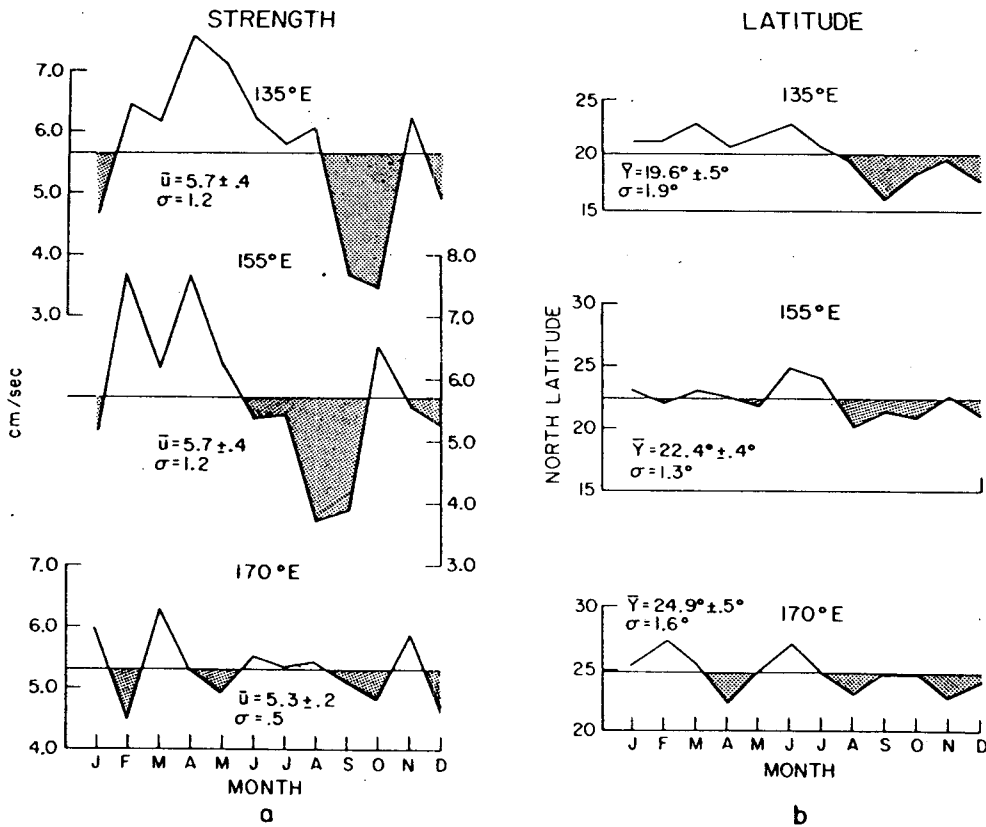 STRENGTH
7.0
6.0
5.0
4.0
3.0
135°E
ū=5.7±.4
σ=1.2
155°E
8.0
7.0
6.0
5.0
4.0
3.0
cm/sec
ū=5.7±.4
σ=1.2
170°E
7.0
6.0
5.0
4.0
ū=5.3±.2
σ=.5
J F M A M J J A S O N D
MONTH
a
LATITUDE
135°E
25
20
15
Ȳ=19.6°±.5°
σ=1.9°
155°E
30
25
20
15
NORTH LATITUDE
Ȳ=22.4°±.4°
σ=1.3°
170°E
30
25
20
Ȳ=24.9°±.5°
σ=1.6°
J F M A M J J A S O N D
MONTH
b